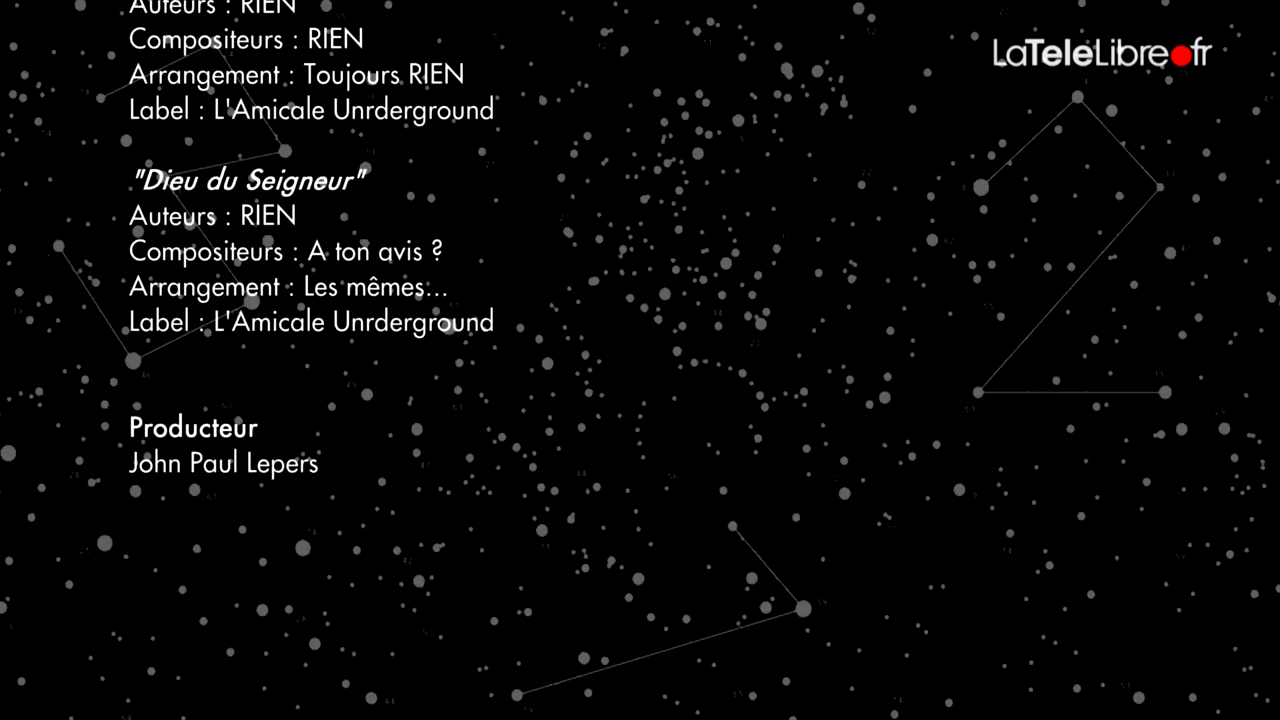 Auteurs : RIEN
Compositeurs : RIEN
Arrangement : Toujours RIEN
Label : L'Amicale Unrderground
"Dieu du Seigneur"
Auteurs : RIEN
Compositeurs : A ton avis ?
Arrangement : Les mêmes...
Label : L'Amicale Unrderground
Producteur
John Paul Lepers
LaTeleLibre.fr